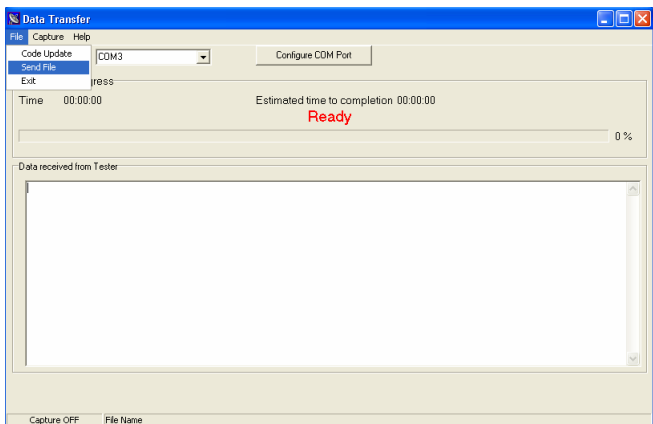 Data Transfer
File Capture Help
Code Update
Send File
Exit
COM3
Configure COM Port
gress
Time 00:00:00
Estimated time to completion 00:00:00
Ready
0 %
Data received from Tester
Capture OFF
File Name